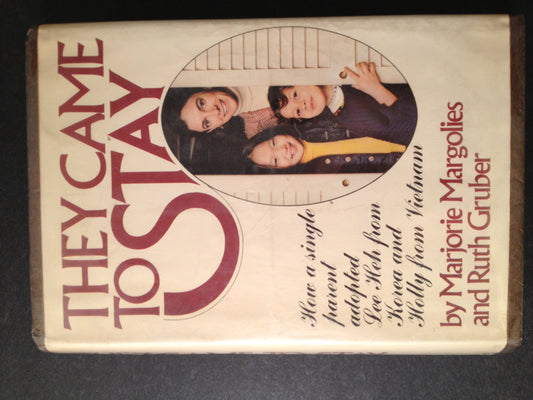 THEY CAME
TO STAY
How a single
parent
adopted
Lee Heh from
Korea and
Holly from Vietnam
by Marjorie Margolies
and Ruth Gruber